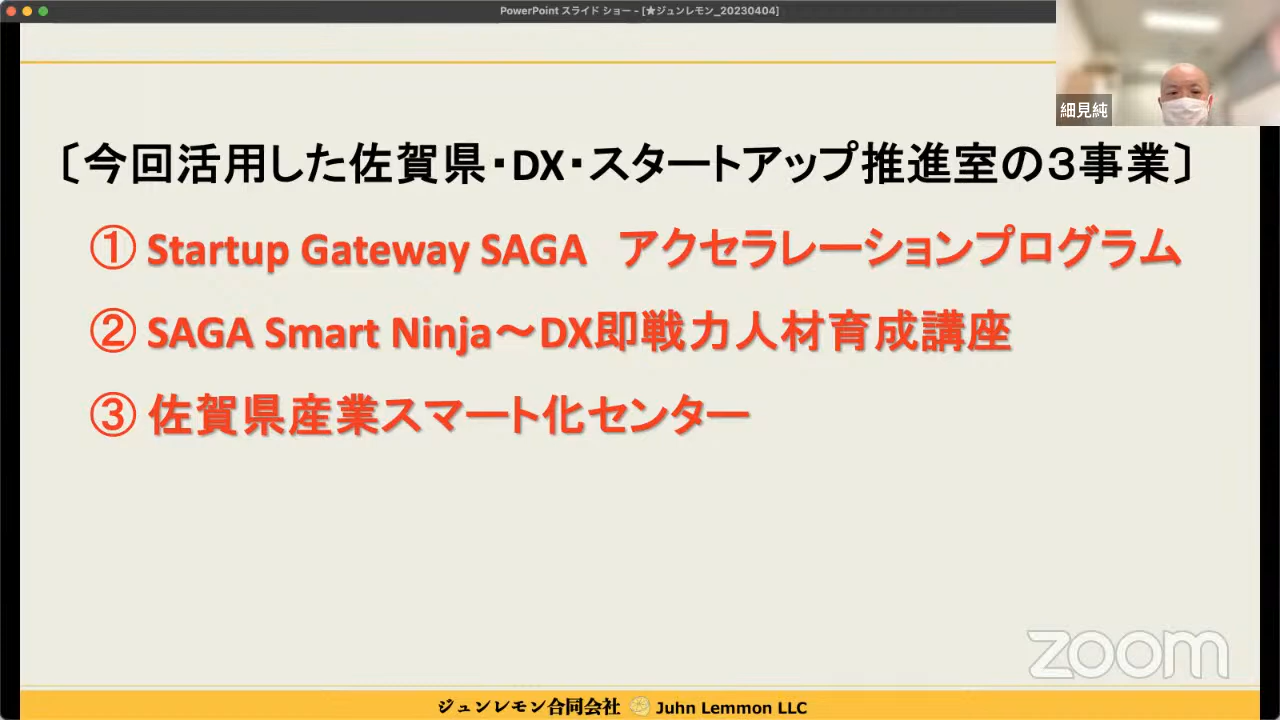 PowerPoint スライド ショー - [★ジュンレモン_20230404]
細見純
〔今回活用した佐賀県・DX・スタートアップ推進室の３事業〕
① Startup Gateway SAGA　アクセラレーションプログラム
② SAGA Smart Ninja～DX即戦力人材育成講座
③ 佐賀県産業スマート化センター
zoom
ジュンレモン合同会社 Juhn Lemmon LLC